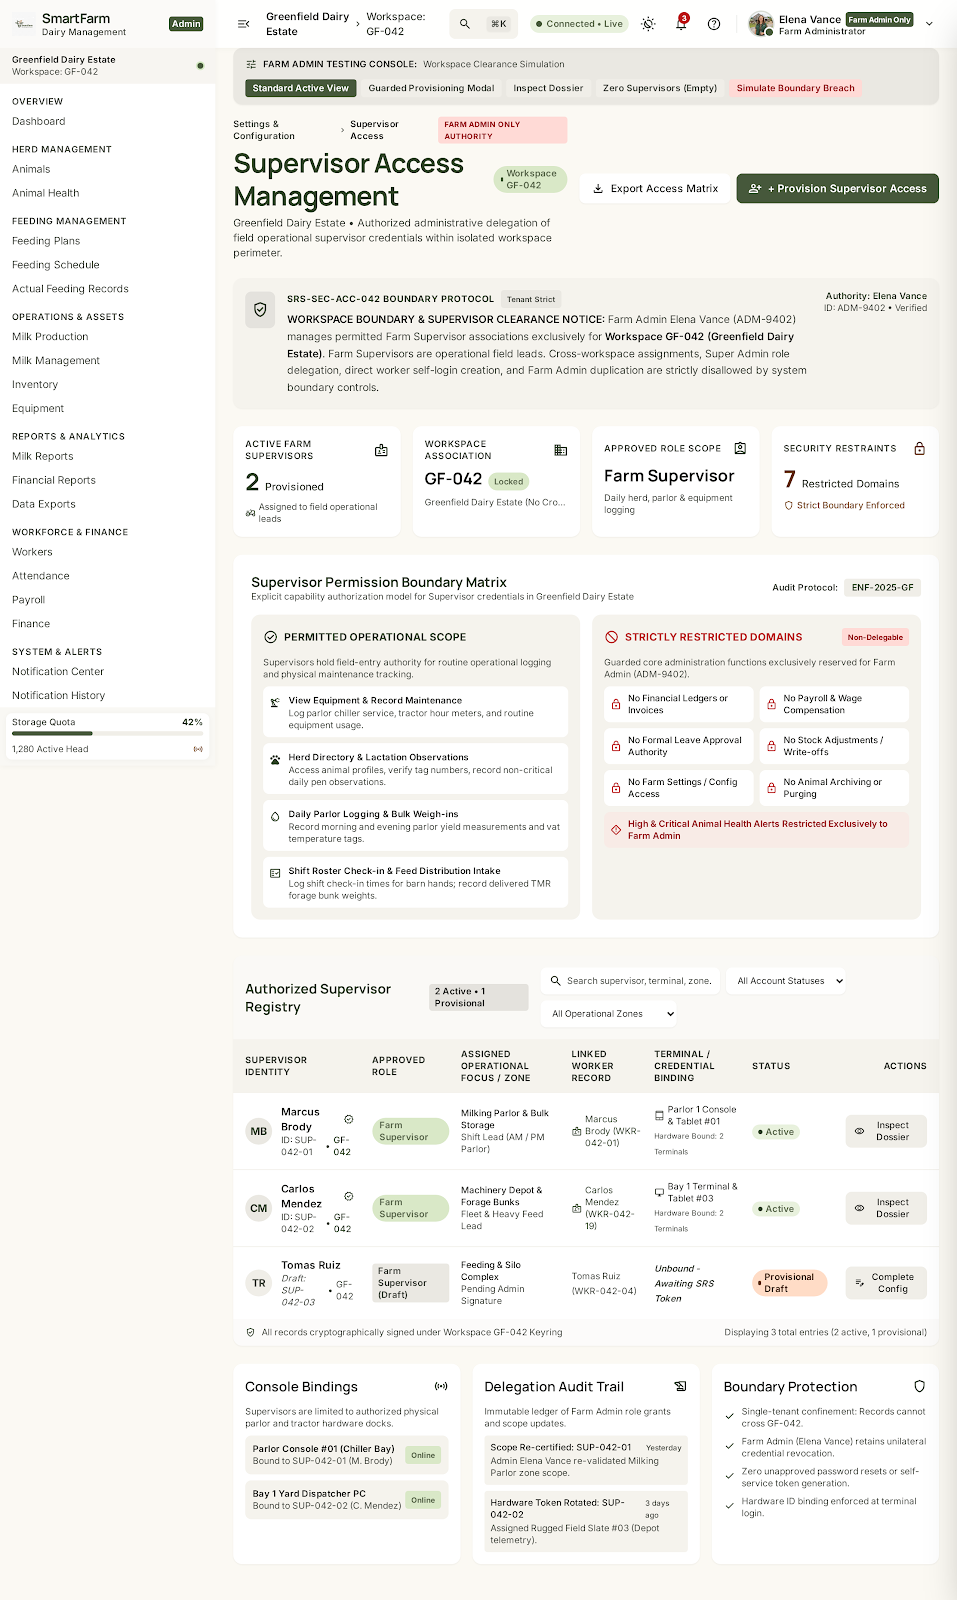 SmartFarm
Dairy Management
Admin
Greenfield Dairy Estate
Workspace: GF-042
OVERVIEW
Dashboard
HERD MANAGEMENT
Animals
Animal Health
FEEDING MANAGEMENT
Feeding Plans
Feeding Schedule
Actual Feeding Records
OPERATIONS & ASSETS
Milk Production
Milk Management
Inventory
Equipment
REPORTS & ANALYTICS
Milk Reports
Financial Reports
Data Exports
WORKFORCE & FINANCE
Workers
Attendance
Payroll
Finance
SYSTEM & ALERTS
Notification Center
Notification History
Storage Quota 42%
1,280 Active Head
Greenfield Dairy
Estate
›
Workspace:
GF-042
⌘K
Connected • Live
3
Elena Vance Farm Admin Only
Farm Administrator
FARM ADMIN TESTING CONSOLE: Workspace Clearance Simulation
Standard Active View
Guarded Provisioning Modal
Inspect Dossier
Zero Supervisors (Empty)
Simulate Boundary Breach
Settings &
Configuration
›
Supervisor
Access
FARM ADMIN ONLY
AUTHORITY
Supervisor Access
Management
Workspace
GF-042
Greenfield Dairy Estate • Authorized administrative delegation of
field operational supervisor credentials within isolated workspace
perimeter.
Export Access Matrix
+ Provision Supervisor Access
SRS-SEC-ACC-042 BOUNDARY PROTOCOL Tenant Strict
WORKSPACE BOUNDARY & SUPERVISOR CLEARANCE NOTICE: Farm Admin Elena Vance (ADM-9402)
manages permitted Farm Supervisor associations exclusively for Workspace GF-042 (Greenfield Dairy
Estate). Farm Supervisors are operational field leads. Cross-workspace assignments, Super Admin role
delegation, direct worker self-login creation, and Farm Admin duplication are strictly disallowed by system
boundary controls.
Authority: Elena Vance
ID: ADM-9402 • Verified
ACTIVE FARM
SUPERVISORS
2 Provisioned
Assigned to field operational
leads
WORKSPACE
ASSOCIATION
GF-042 Locked
Greenfield Dairy Estate (No Cro...
APPROVED ROLE SCOPE
Farm Supervisor
Daily herd, parlor & equipment
logging
SECURITY RESTRAINTS
7 Restricted Domains
Strict Boundary Enforced
Supervisor Permission Boundary Matrix
Explicit capability authorization model for Supervisor credentials in Greenfield Dairy Estate
Audit Protocol: ENF-2025-GF
PERMITTED OPERATIONAL SCOPE
Supervisors hold field-entry authority for routine operational logging
and physical maintenance tracking.
View Equipment & Record Maintenance
Log parlor chiller service, tractor hour meters, and routine
equipment usage.
Herd Directory & Lactation Observations
Access animal profiles, verify tag numbers, record non-critical
daily pen observations.
Daily Parlor Logging & Bulk Weigh-ins
Record morning and evening parlor yield measurements and vat
temperature tags.
Shift Roster Check-in & Feed Distribution Intake
Log shift check-in times for barn hands; record delivered TMR
forage bunk weights.
STRICTLY RESTRICTED DOMAINS Non-Delegable
Guarded core administration functions exclusively reserved for Farm
Admin (ADM-9402).
No Financial Ledgers or
Invoices
No Payroll & Wage
Compensation
No Formal Leave Approval
Authority
No Stock Adjustments /
Write-offs
No Farm Settings / Config
Access
No Animal Archiving or
Purging
High & Critical Animal Health Alerts Restricted Exclusively to
Farm Admin
Authorized Supervisor
Registry
2 Active • 1
Provisional
Search supervisor, terminal, zone.
All Account Statuses
All Operational Zones
SUPERVISOR
IDENTITY
APPROVED
ROLE
ASSIGNED
OPERATIONAL
FOCUS / ZONE
LINKED
WORKER
RECORD
TERMINAL /
CREDENTIAL
BINDING
STATUS
ACTIONS
MB
Marcus
Brody
ID: SUP-
042-01
•
GF-
042
Farm
Supervisor
Milking Parlor & Bulk
Storage
Shift Lead (AM / PM
Parlor)
Marcus
Brody (WKR-
042-01)
Parlor 1 Console
& Tablet #01
Hardware Bound: 2
Terminals
Active
Inspect
Dossier
CM
Carlos
Mendez
ID: SUP-
042-02
•
GF-
042
Farm
Supervisor
Machinery Depot &
Forage Bunks
Fleet & Heavy Feed
Lead
Carlos
Mendez
(WKR-042-
19)
Bay 1 Terminal &
Tablet #03
Hardware Bound: 2
Terminals
Active
Inspect
Dossier
TR
Tomas Ruiz
Draft:
SUP-
042-03
•
GF-
042
Farm
Supervisor
(Draft)
Feeding & Silo
Complex
Pending Admin
Signature
Tomas Ruiz
(WKR-042-04)
Unbound -
Awaiting SRS
Token
Provisional
Draft
Complete
Config
All records cryptographically signed under Workspace GF-042 Keyring
Displaying 3 total entries (2 active, 1 provisional)
Console Bindings
Supervisors are limited to authorized physical
parlor and tractor hardware docks.
Parlor Console #01 (Chiller Bay)
Bound to SUP-042-01 (M. Brody)
Online
Bay 1 Yard Dispatcher PC
Bound to SUP-042-02 (C. Mendez)
Online
Delegation Audit Trail
Immutable ledger of Farm Admin role grants
and scope updates.
Scope Re-certified: SUP-042-01 Yesterday
Admin Elena Vance re-validated Milking
Parlor zone scope.
Hardware Token Rotated: SUP-
042-02
3 days
ago
Assigned Rugged Field Slate #03 (Depot
telemetry).
Boundary Protection
Single-tenant confinement: Records cannot
cross GF-042.
Farm Admin (Elena Vance) retains unilateral
credential revocation.
Zero unapproved password resets or self-
service token generation.
Hardware ID binding enforced at terminal
login.